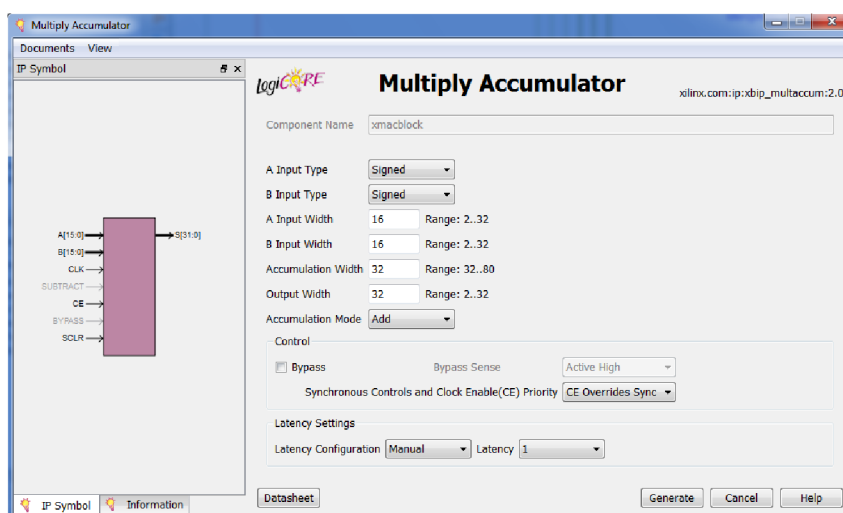 Multiply Accumulator
Documents View
IP Symbol
LogiCORE
Multiply Accumulator
xilinx.com:ip:xbip_multaccum:2.0
Component Name xmacblock
A Input Type Signed
B Input Type Signed
A Input Width 16 Range: 2..32
B Input Width 16 Range: 2..32
Accumulation Width 32 Range: 32..80
Output Width 32 Range: 2..32
Accumulation Mode Add
A[15:0]
S[31:0]
B[15:0]
CLK
SUBTRACT
CE
BYPASS
SCLR
Control
Bypass Bypass Sense Active High
Synchronous Controls and Clock Enable(CE) Priority CE Overrides Sync
Latency Settings
Latency Configuration Manual Latency 1
IP Symbol Information
Datasheet Generate Cancel Help